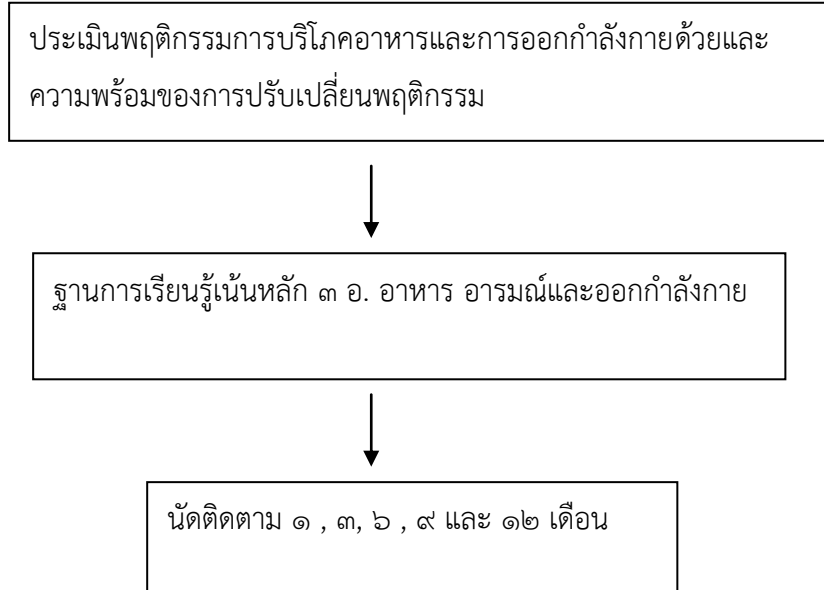 ประเมินพฤติกรรมการบริโภคอาหารและการออกกำลังกายด้วยและ
ความพร้อมของการปรับเปลี่ยนพฤติกรรม
ฐานการเรียนรู้เน้นหลัก ๓ อ. อาหาร อารมณ์และออกกำลังกาย
นัดติดตาม ๑ , ๓, ๖ , ๙ และ ๑๒ เดือน